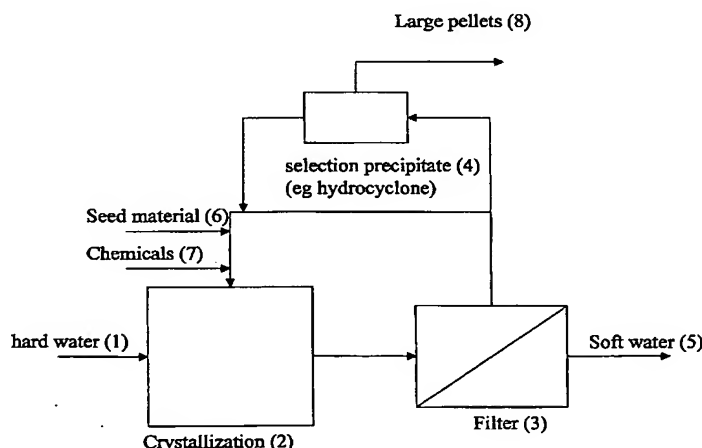 Large pellets (8)
selection precipitate (4)
(eg hydrocyclone)
Seed material (6)
Chemicals (7)
hard water (1)
Soft water (5)
Filter (3)
Crystallization (2)